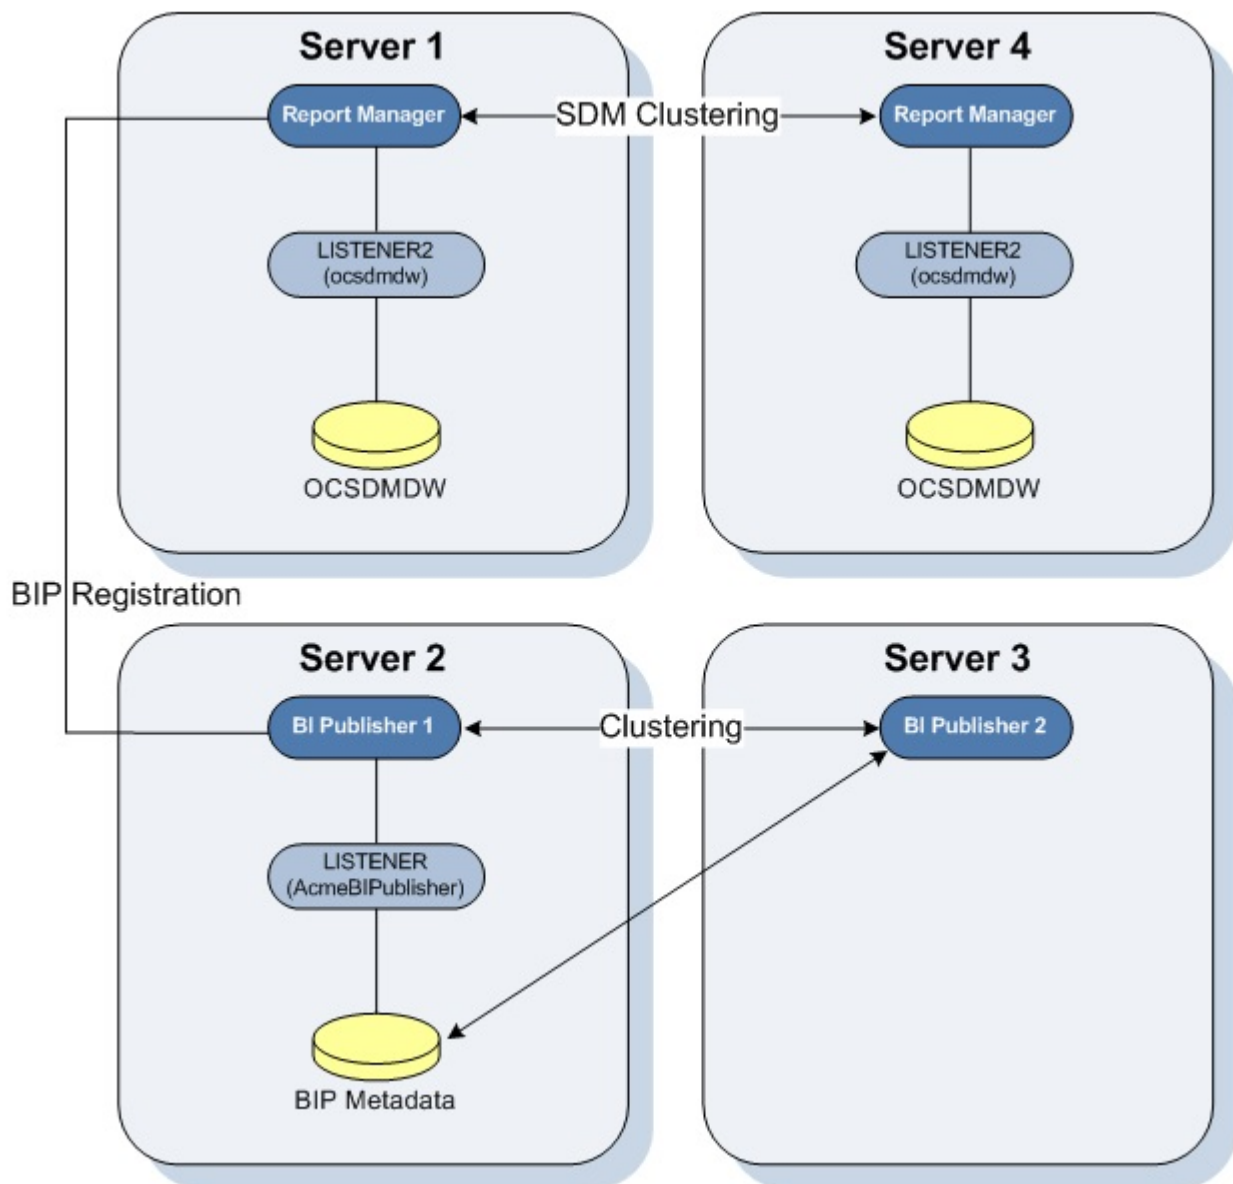 Server 1
Server 4
Report Manager
SDM Clustering
Report Manager
LISTENER2
(ocsdmdw)
LISTENER2
(ocsdmdw)
OCSDMDW
OCSDMDW
BIP Registration
Server 2
Server 3
BI Publisher 1
Clustering
BI Publisher 2
LISTENER
(AcmeBIPublisher)
BIP Metadata